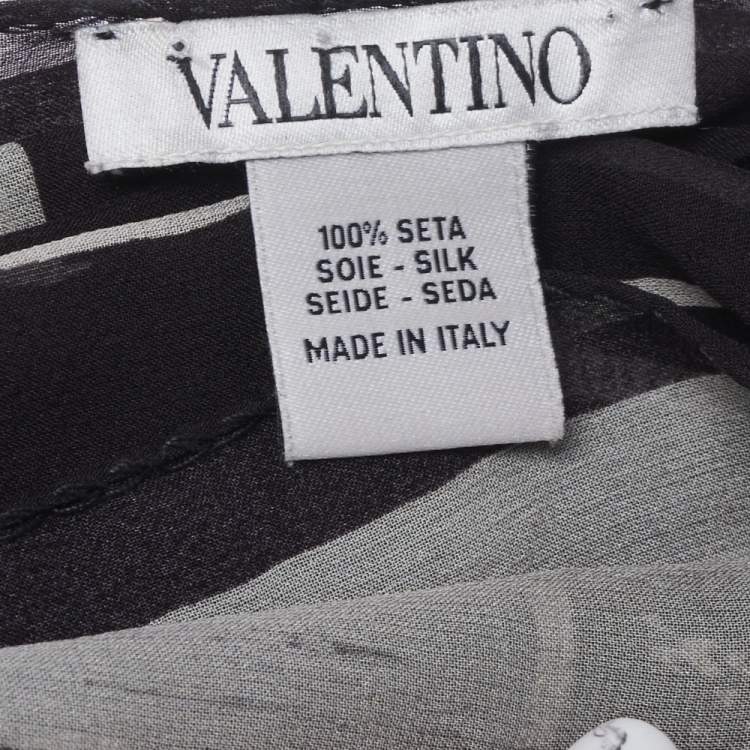 VALENTINO
100% SETA
SOIE - SILK
SEIDE - SEDA
MADE IN ITALY